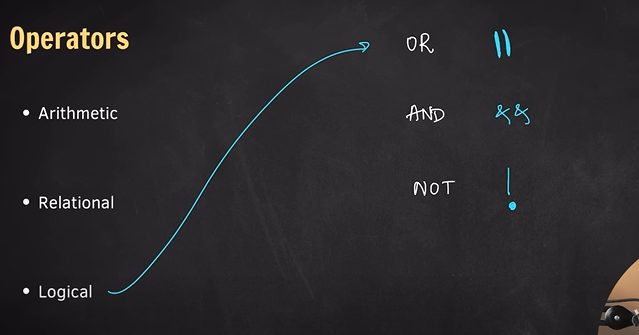 Operators
• Arithmetic
• Relational
• Logical
OR ||
AND &&
NOT !